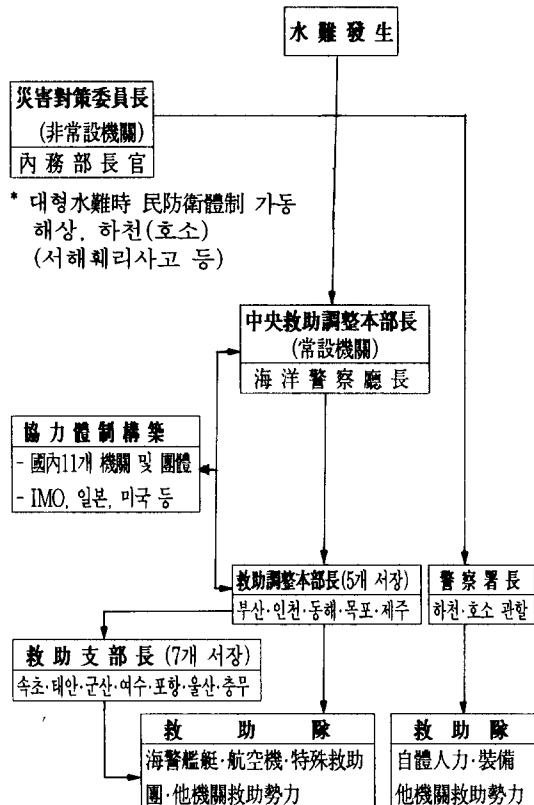 水難發生
災害對策委員長
(非常設機關)
內務部長官
* 대형水難時 民防衛體制 가동
해상, 하천(호소)
(서해훼리사고 등)
中央救助調整本部長
(常設機關)
海洋警察廳長
協力體制構築
- 國內11개 機關 및 團體
- IMO, 일본, 미국 등
救助調整本部長(5개 서장)
부산·인천·동해·목포·제주
警察署長
하천·호소 관할
救助支部長(7개 서장)
속초·태안·군산·여수·포항·울산·충무
救助隊
海警艦艇·航空機·特殊救助
團·他機關救助勢力
救助隊
自體人力·裝備
他機關救助勢力